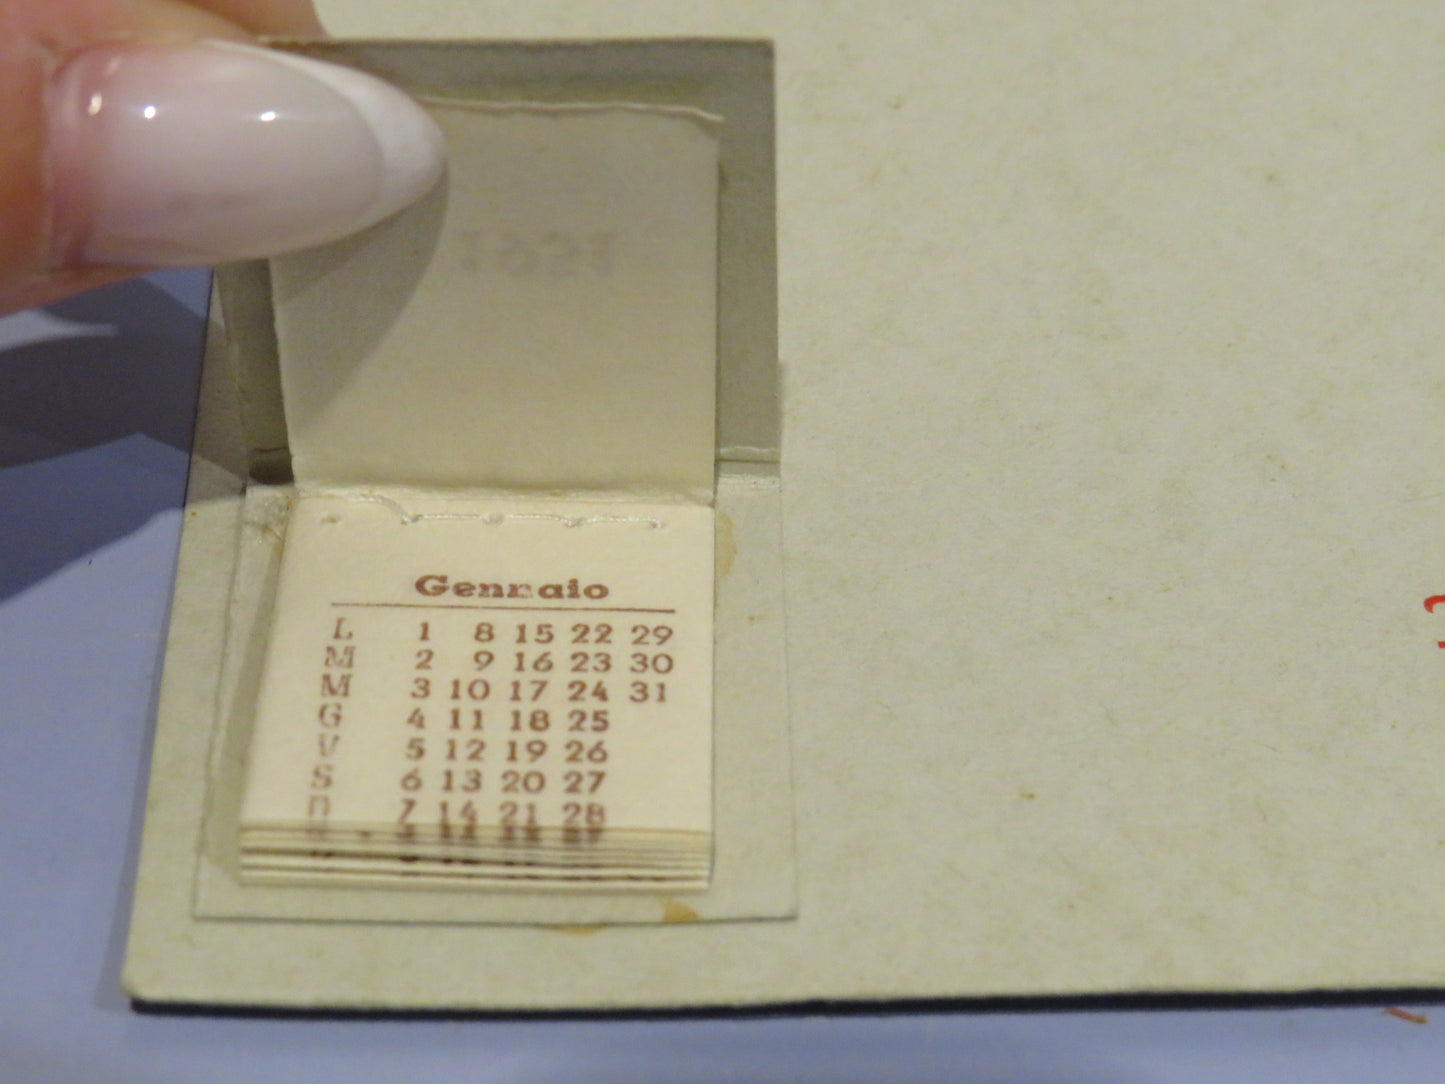 1951
Gennaio
L 1 8 15 22 29
M 2 9 16 23 30
M 3 10 17 24 31
G 4 11 18 25
V 5 12 19 26
S 6 13 20 27
D 7 14 21 28